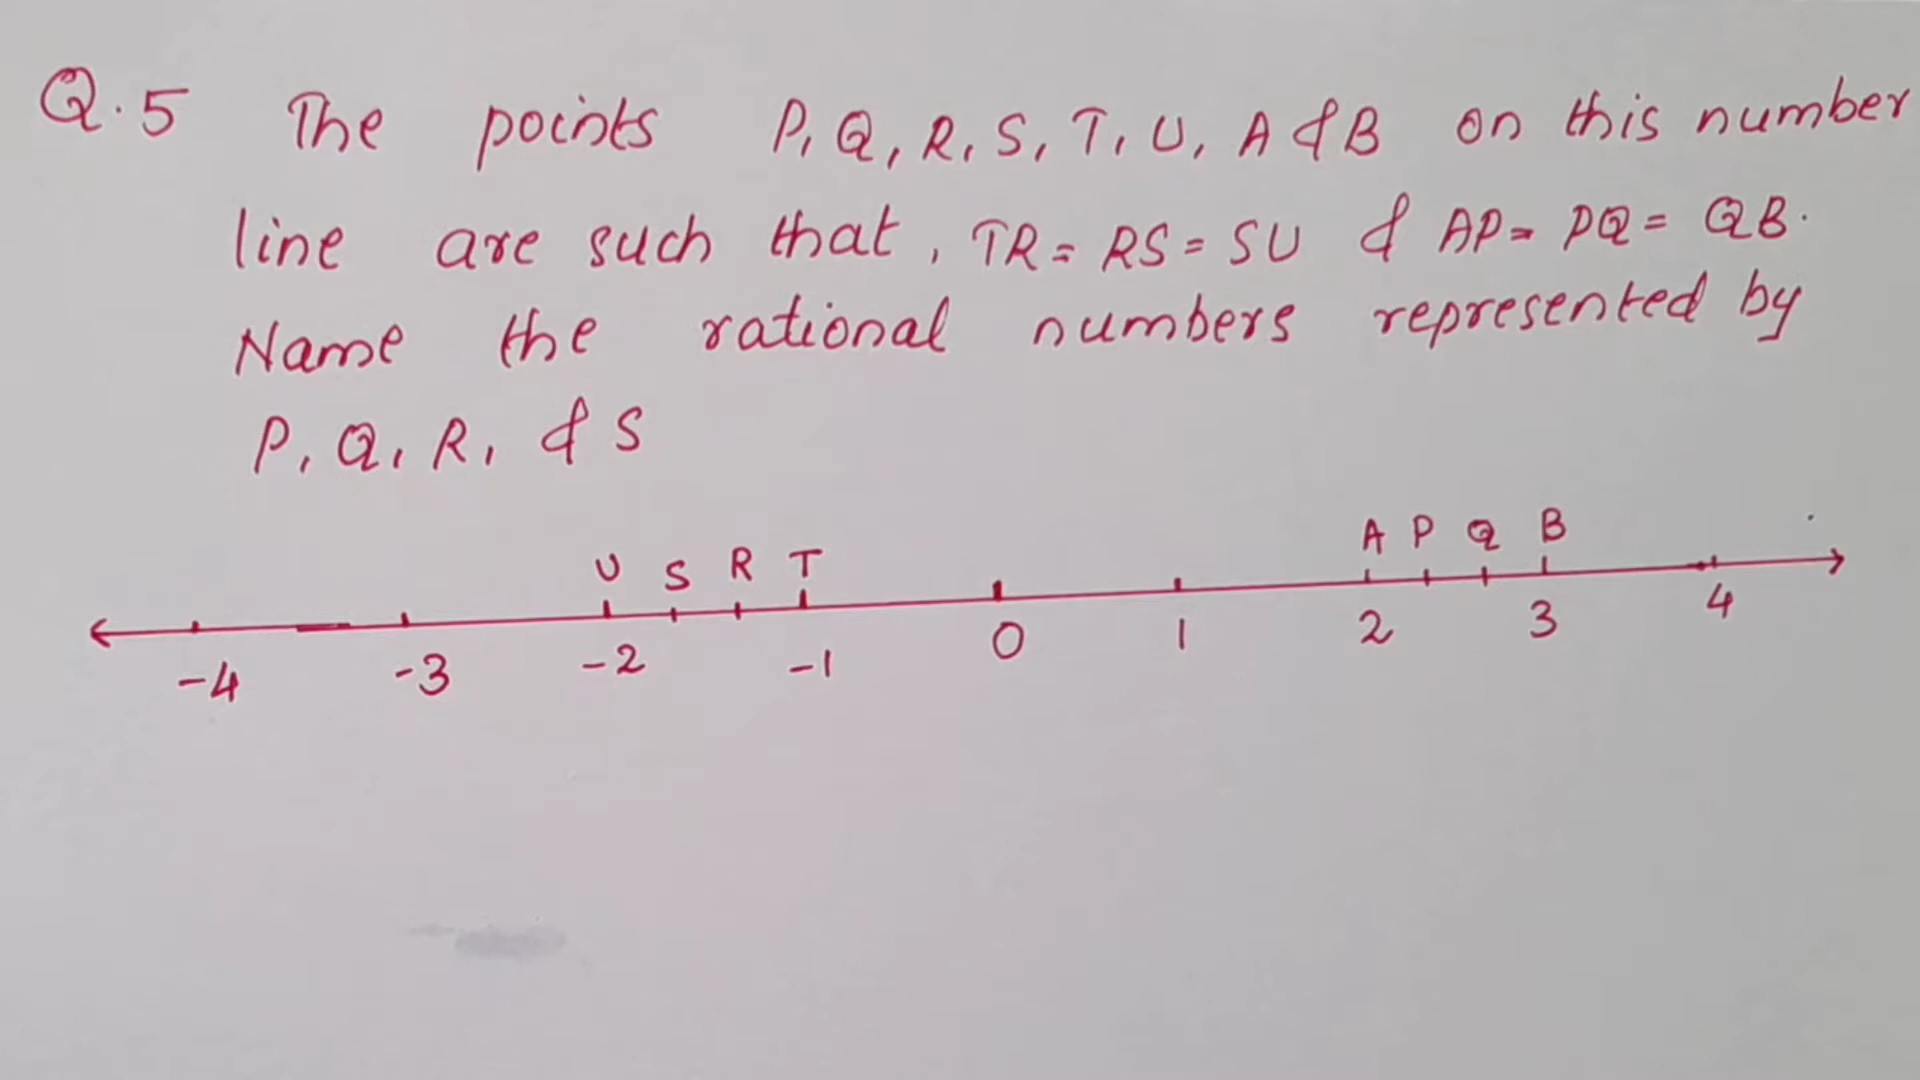 Q.5 The points P, Q, R, S, T, U, A & B on this number
line are such that, TR = RS = SU & AP = PQ = QB.
Name the rational numbers represented by
P, Q, R, & S
U S R T A P Q B
-4 -3 -2 -1 0 1 2 3 4